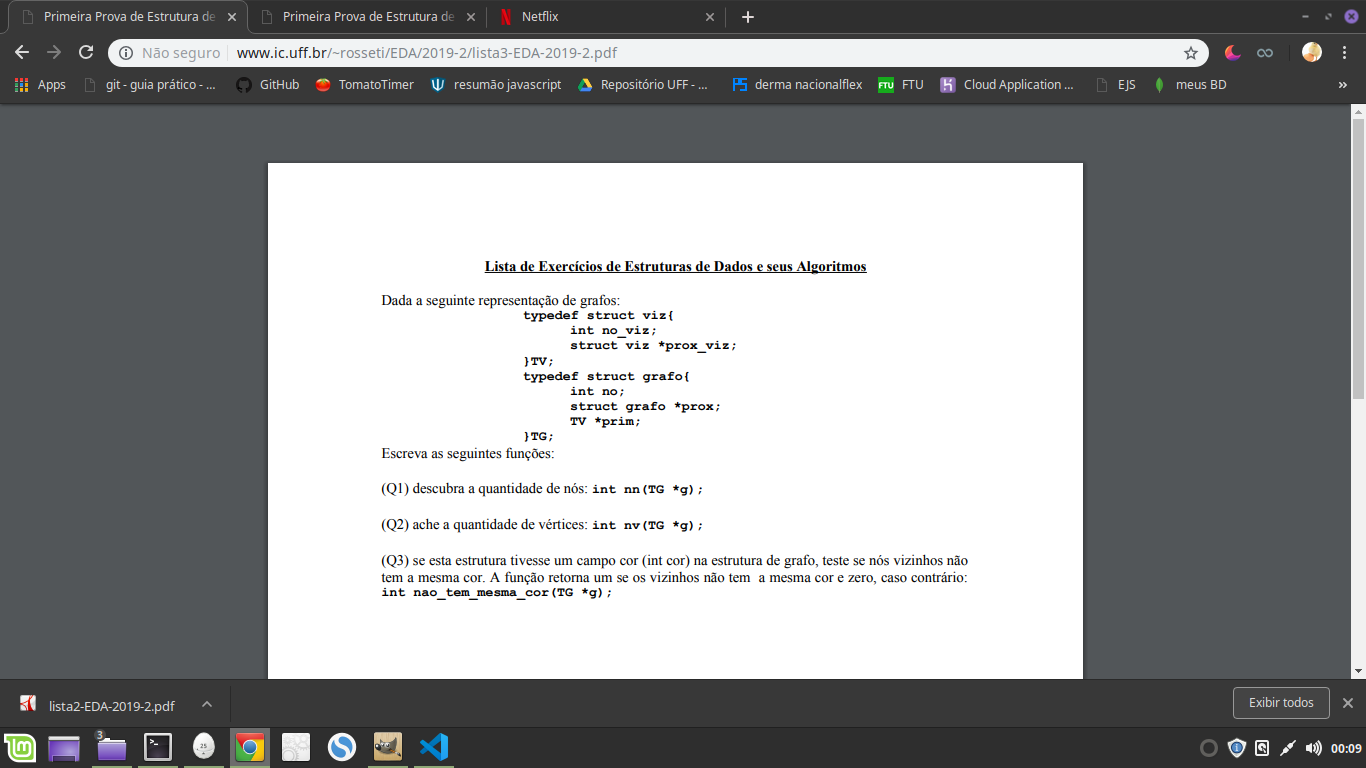 Primeira Prova de Estrutura de
Primeira Prova de Estrutura de
Netflix
Não seguro
www.ic.uff.br/~rosseti/EDA/2019-2/lista3-EDA-2019-2.pdf
Apps
git - guia prático - ...
GitHub
TomatoTimer
resumão javascript
Repositório UFF - ...
derma nacionalflex
FTU
FTU
Cloud Application ...
EJS
meus BD
»
Lista de Exercícios de Estruturas de Dados e seus Algoritmos
Dada a seguinte representação de grafos:
typedef struct viz{
int no_viz;
struct viz *prox_viz;
}TV;
typedef struct grafo{
int no;
struct grafo *prox;
TV *prim;
}TG;
Escreva as seguintes funções:
(Q1) descubra a quantidade de nós: int nn(TG *g);
(Q2) ache a quantidade de vértices: int nv(TG *g);
(Q3) se esta estrutura tivesse um campo cor (int cor) na estrutura de grafo, teste se nós vizinhos não
tem a mesma cor. A função retorna um se os vizinhos não tem a mesma cor e zero, caso contrário:
int nao_tem_mesma_cor(TG *g);
lista2-EDA-2019-2.pdf
Exibir todos
3
25
00:09